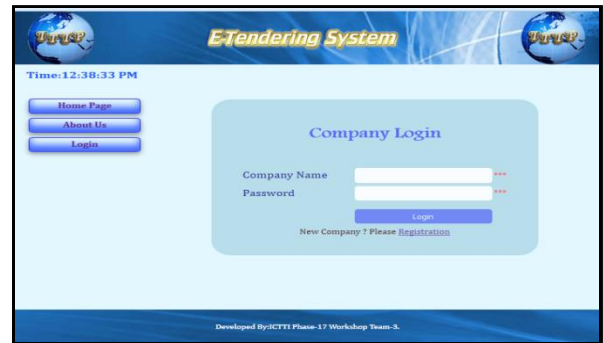 E-Tendering System
Time:12:38:33 PM
Home Page
About Us
Login
Company Login
Company Name ***
Password ***
Login
New Company ? Please Registration
Developed By:ICTTI Phase-17 Workshop Team-3.